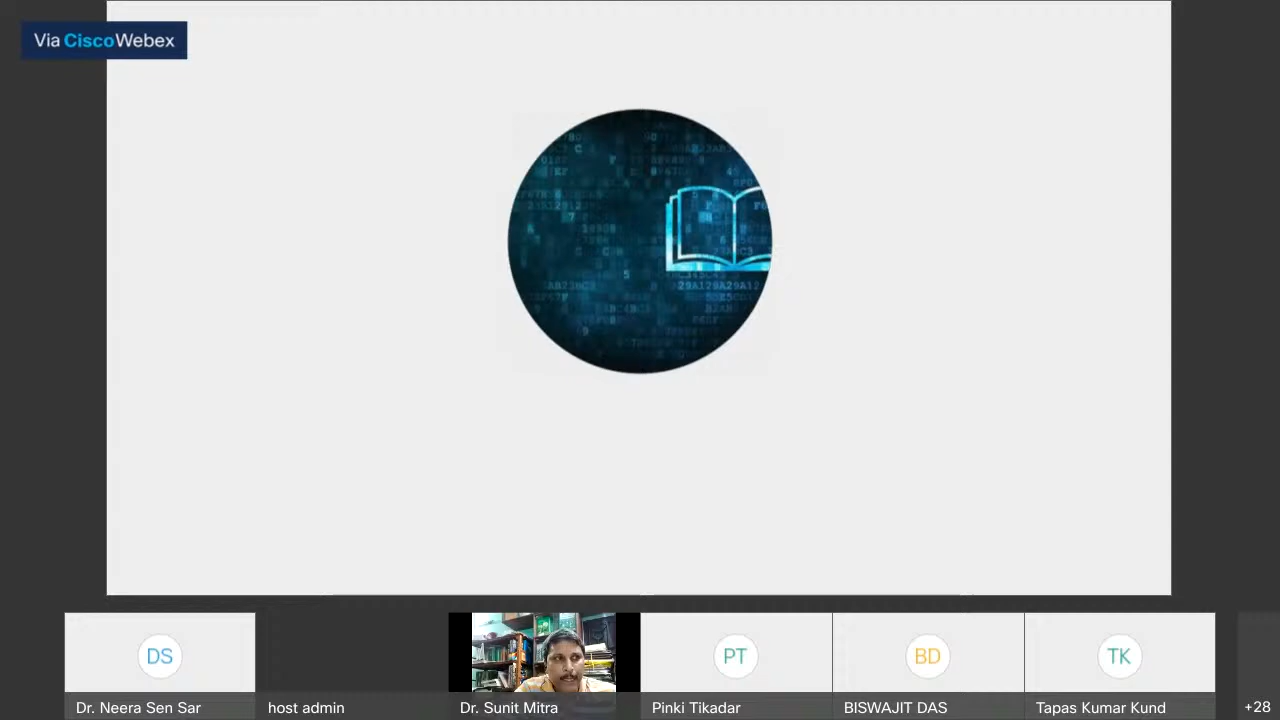 Via CiscoWebex
DS
PT
BD
TK
Dr. Neera Sen Sar
host admin
Dr. Sunit Mitra
Pinki Tikadar
BISWAJIT DAS
Tapas Kumar Kund
+28